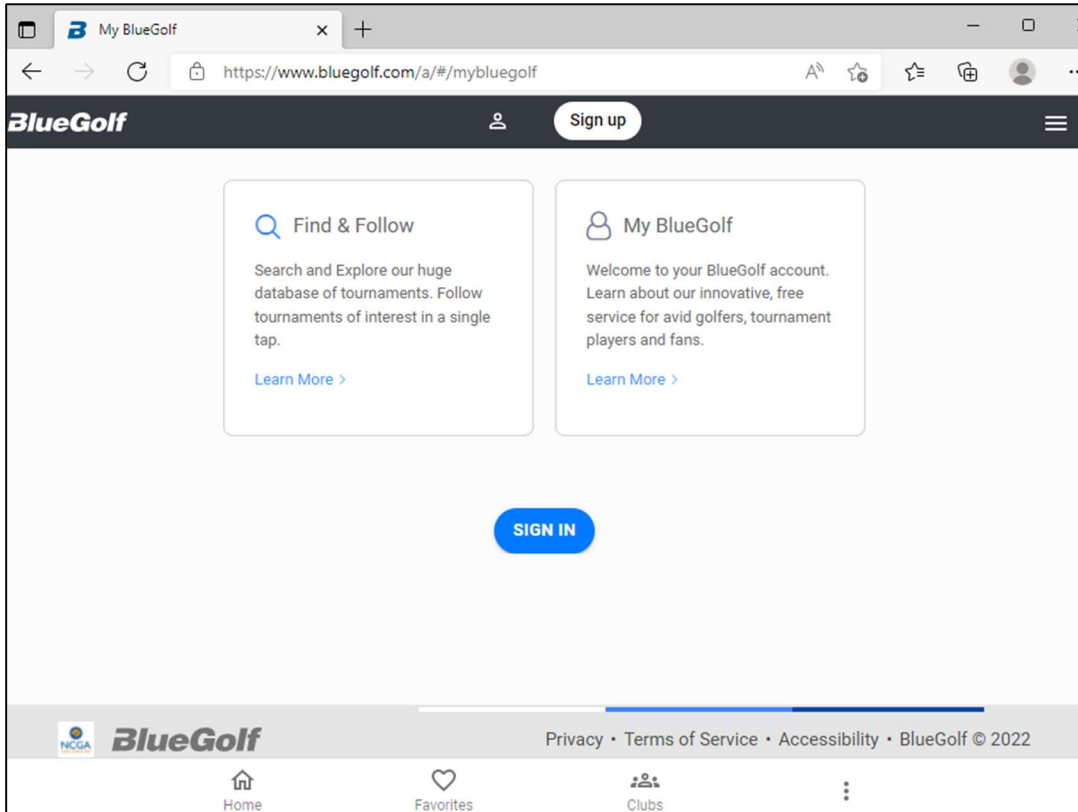 My BlueGolf
https://www.bluegolf.com/a/#/mybluegolf
BlueGolf
Sign up
Find & Follow
Search and Explore our huge
database of tournaments. Follow
tournaments of interest in a single
tap.
Learn More >
My BlueGolf
Welcome to your BlueGolf account.
Learn about our innovative, free
service for avid golfers, tournament
players and fans.
Learn More >
SIGN IN
NCGA
BlueGolf
Privacy • Terms of Service • Accessibility • BlueGolf © 2022
Home
Favorites
Clubs